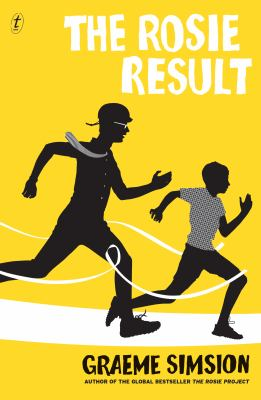 t
THE ROSIE
RESULT
GRAEME SIMSION
AUTHOR OF THE GLOBAL BESTSELLER THE ROSIE PROJECT